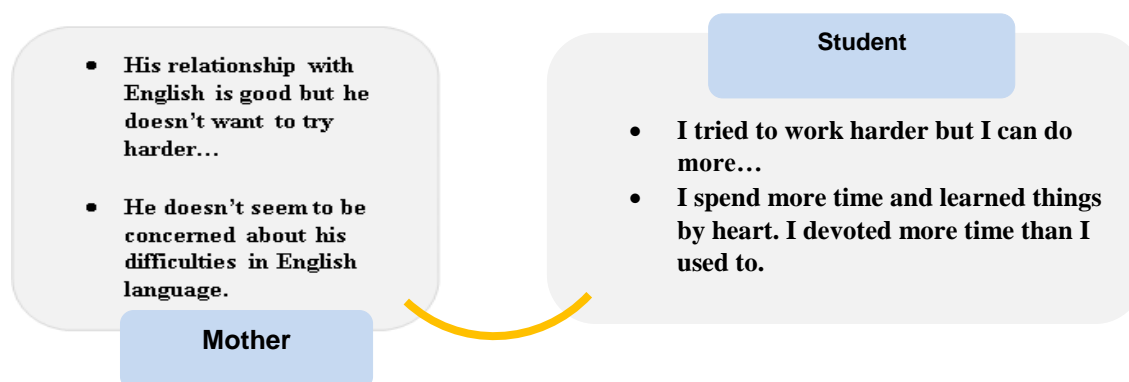 • His relationship with
English is good but he
doesn't want to try
harder...
• He doesn't seem to be
concerned about his
difficulties in English
language.
Mother
Student
• I tried to work harder but I can do
more…
• I spend more time and learned things
by heart. I devoted more time than I
used to.